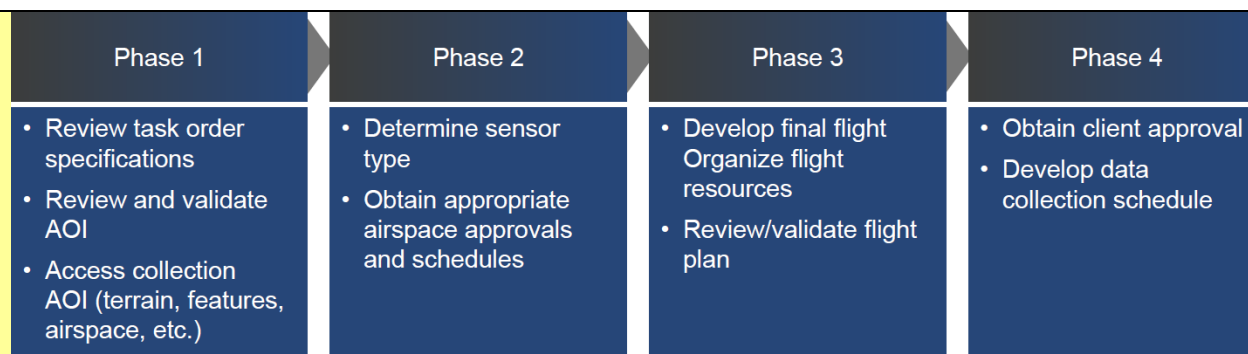 Phase 1
• Review task order
specifications
• Review and validate
AOI
• Access collection
AOI (terrain, features,
airspace, etc.)
Phase 2
• Determine sensor
type
• Obtain appropriate
airspace approvals
and schedules
Phase 3
• Develop final flight
Organize flight
resources
• Review/validate flight
plan
Phase 4
• Obtain client approval
• Develop data
collection schedule